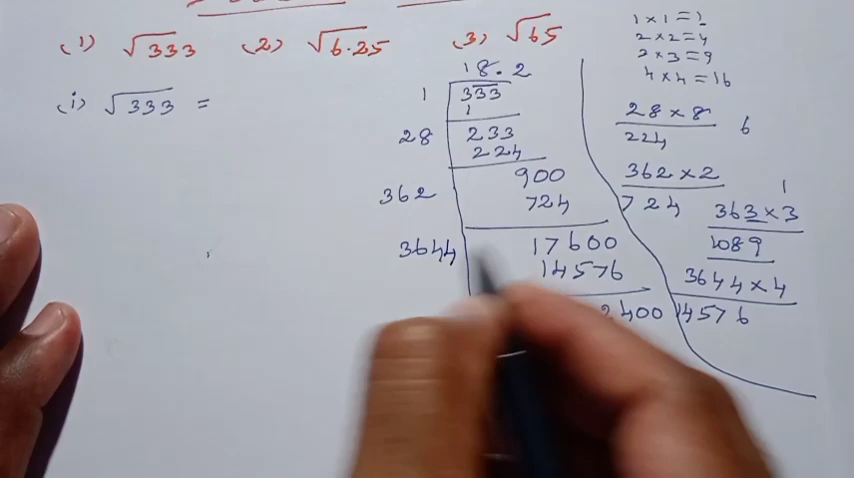 (1) √333 (2) √6.25 (3) √65
(i) √333 =
18.2
1 333
1
28 233
224
900
362 724
3644 17600
14576
2400
1 x 1 = 1
2 x 2 = 4
2 x 3 = 9
4 x 4 = 16
28 x 8 6
224
362 x 2
724
1
363 x 3
1089
3644 x 4
14576